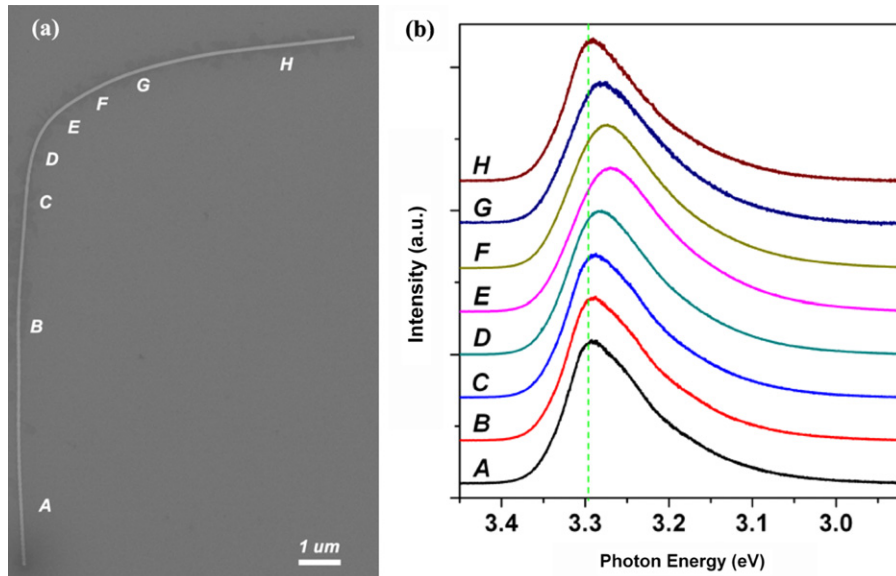 (a)
H
G
F
E
D
C
B
A
1 um
(b)
H
G
F
E
D
C
B
A
Intensity (a.u.)
3.4 3.3 3.2 3.1 3.0
Photon Energy (eV)